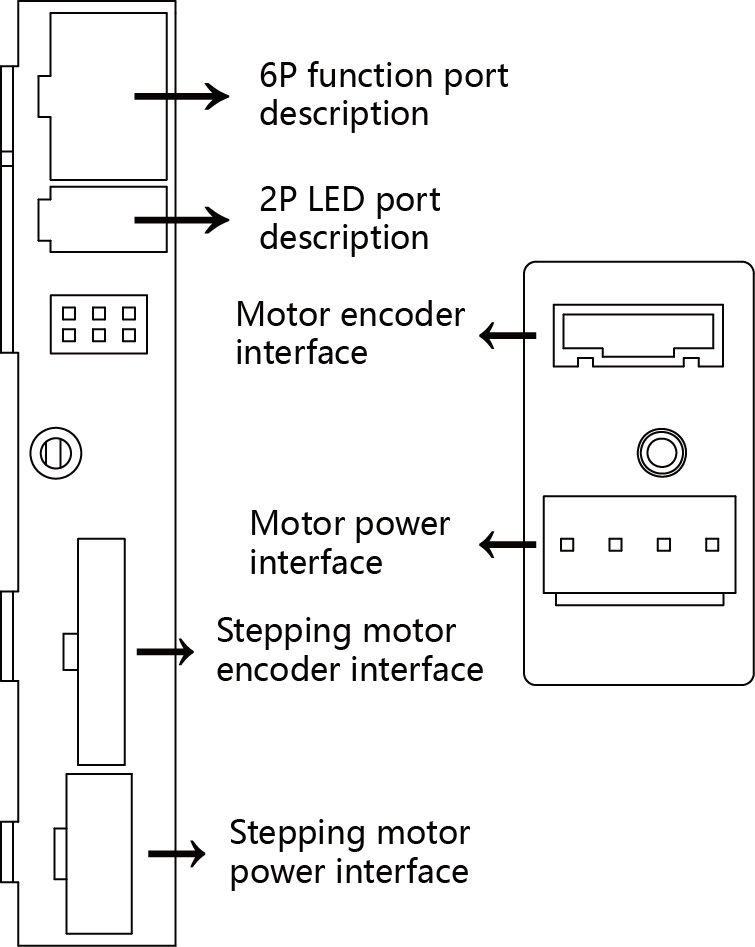 6P function port
description
2P LED port
description
Motor encoder
interface
Motor power
interface
Stepping motor
encoder interface
Stepping motor
power interface